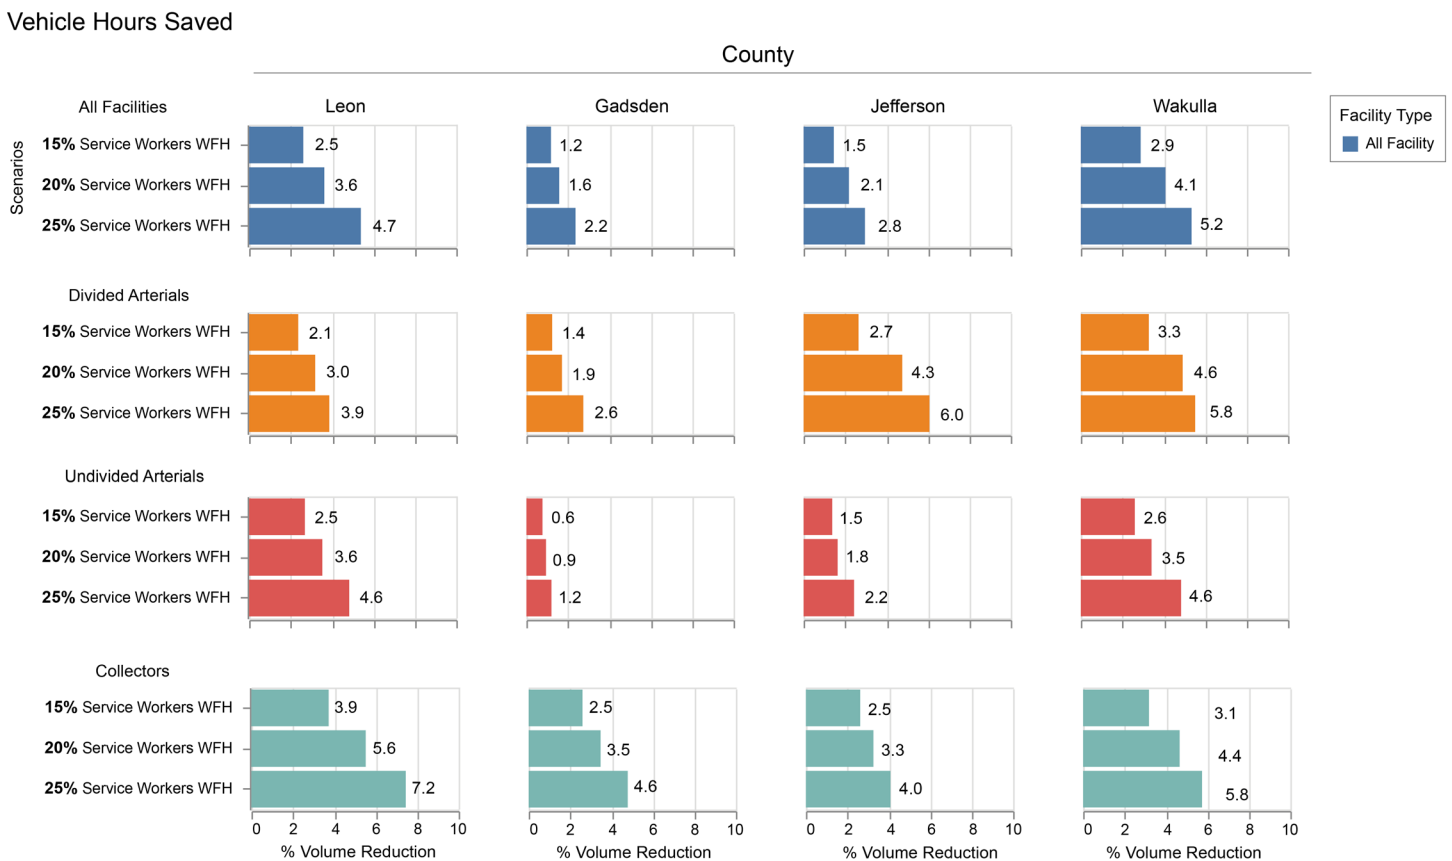 Vehicle Hours Saved
County
All Facilities Leon Gadsden Jefferson Wakulla
Facility Type
All Facility
Scenarios
15% Service Workers WFH 2.5 1.2 1.5 2.9
20% Service Workers WFH 3.6 1.6 2.1 4.1
25% Service Workers WFH 4.7 2.2 2.8 5.2
Divided Arterials
15% Service Workers WFH 2.1 1.4 2.7 3.3
20% Service Workers WFH 3.0 1.9 4.3 4.6
25% Service Workers WFH 3.9 2.6 6.0 5.8
Undivided Arterials
15% Service Workers WFH 2.5 0.6 1.5 2.6
20% Service Workers WFH 3.6 0.9 1.8 3.5
25% Service Workers WFH 4.6 1.2 2.2 4.6
Collectors
15% Service Workers WFH 3.9 2.5 2.5 3.1
20% Service Workers WFH 5.6 3.5 3.3 4.4
25% Service Workers WFH 7.2 4.6 4.0 5.8
0 2 4 6 8 10 0 2 4 6 8 10 0 2 4 6 8 10 0 2 4 6 8 10
% Volume Reduction % Volume Reduction % Volume Reduction % Volume Reduction